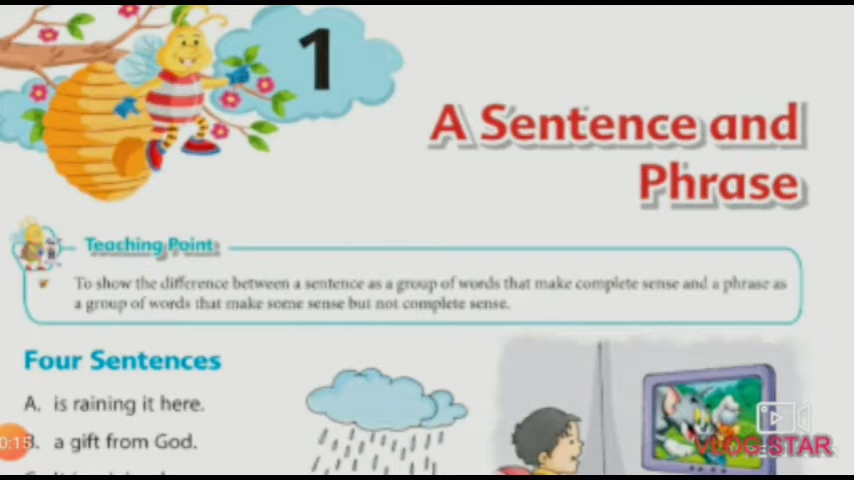 1
A Sentence and
Phrase
Teaching Point:
To show the difference between a sentence as a group of words that make complete sense and a phrase as
a group of words that make some sense but not complete sense.
Four Sentences
A. is raining it here.
0:15
B. a gift from God.
VLOG STAR